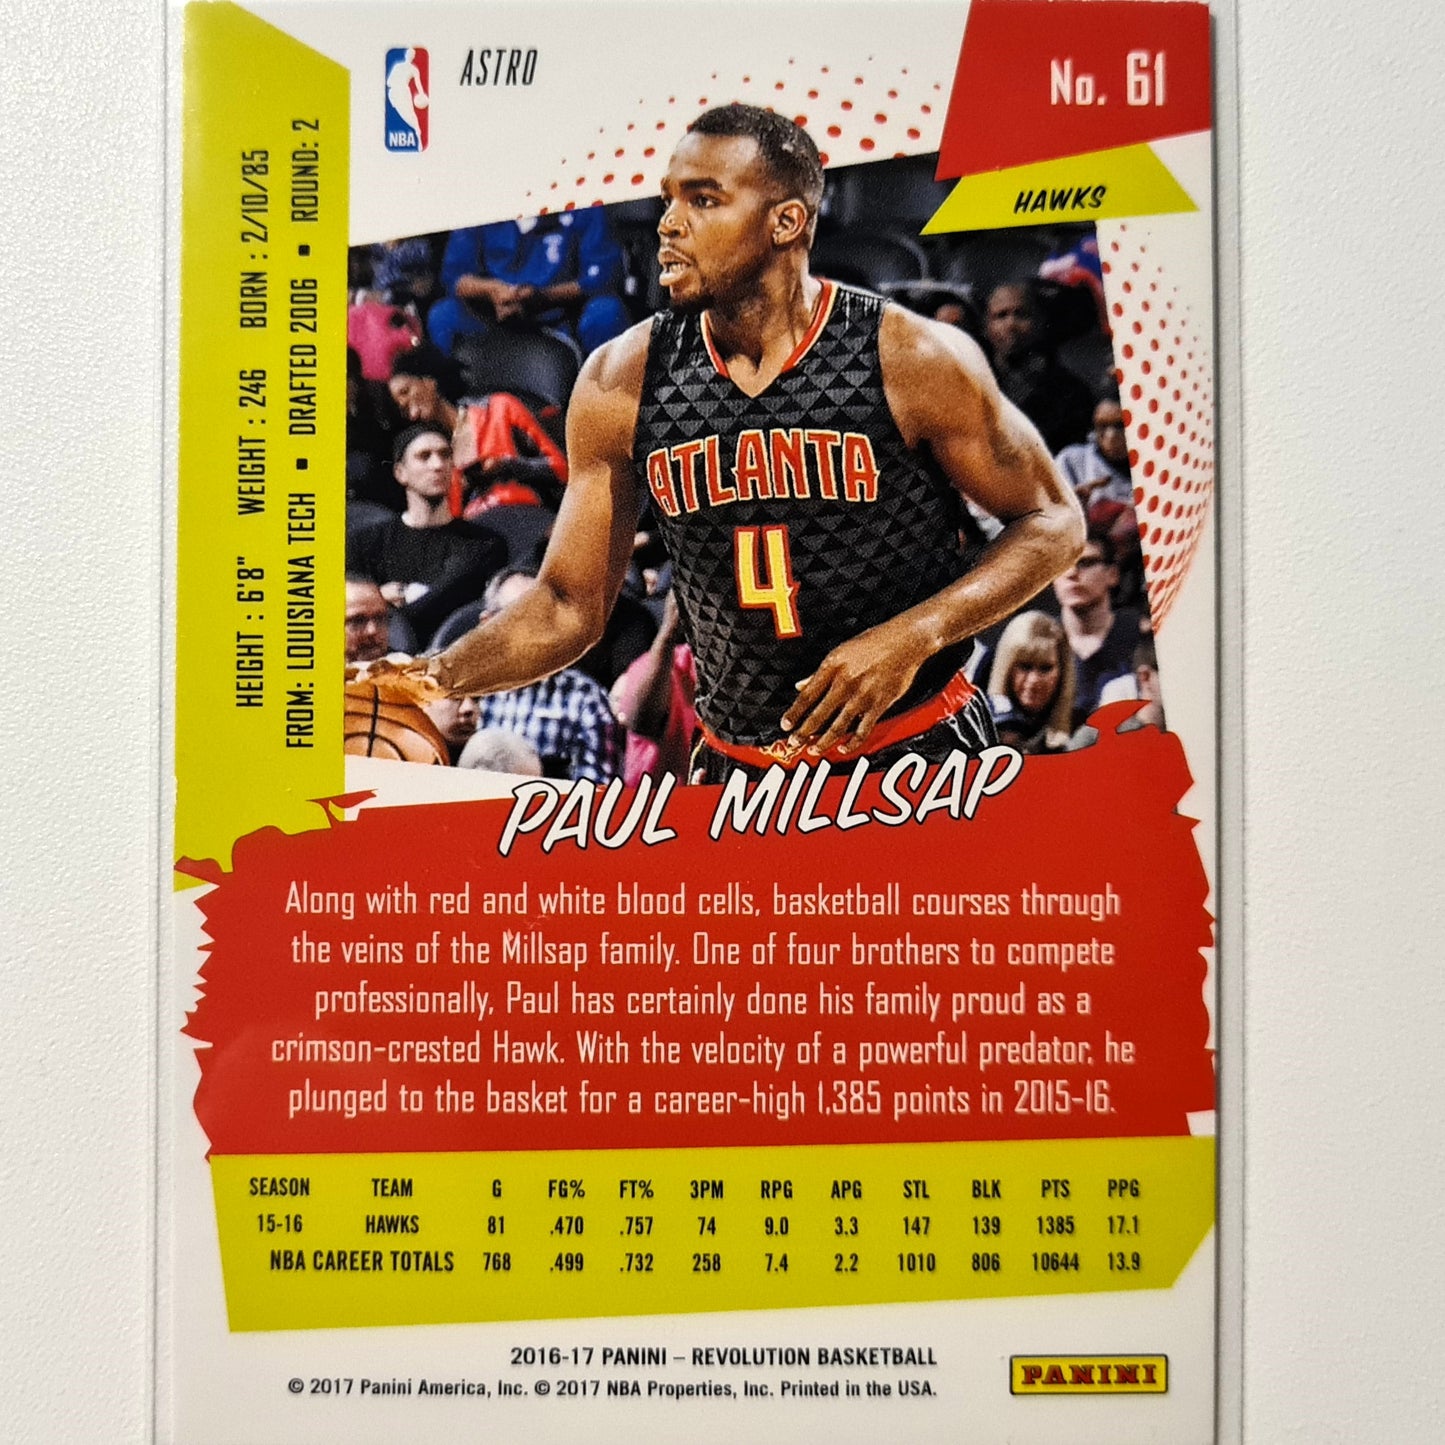 NBA
ASTRO
No. 61
HAWKS
HEIGHT : 6'8" WEIGHT : 246 BORN : 2/10/85
FROM: LOUISIANA TECH ▪ DRAFTED 2006 ▪ ROUND: 2
ATLANTA
4
PAUL MILLSAP
Along with red and white blood cells, basketball courses through
the veins of the Millsap family. One of four brothers to compete
professionally, Paul has certainly done his family proud as a
crimson-crested Hawk. With the velocity of a powerful predator, he
plunged to the basket for a career-high 1,385 points in 2015-16.
SEASON TEAM G FG% FT% 3PM RPG APG STL BLK PTS PPG
15-16 HAWKS 81 .470 .757 74 9.0 3.3 147 139 1385 17.1
NBA CAREER TOTALS 768 .499 .732 258 7.4 2.2 1010 806 10644 13.9
2016-17 PANINI – REVOLUTION BASKETBALL
© 2017 Panini America, Inc. © 2017 NBA Properties, Inc. Printed in the USA.
PANINI